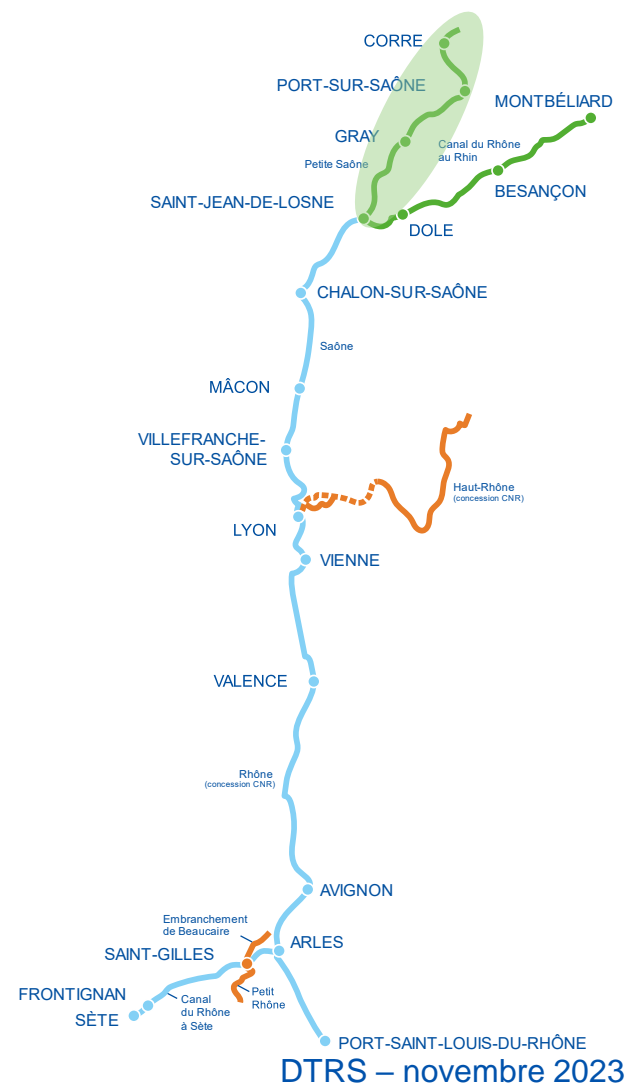 CORRE
PORT-SUR-SAÔNE
MONTBÉLIARD
GRAY
Canal du Rhône
au Rhin
Petite Saône
BESANÇON
SAINT-JEAN-DE-LOSNE
DOLE
CHALON-SUR-SAÔNE
Saône
MÂCON
VILLEFRANCHE-
SUR-SAÔNE
Haut-Rhône
(concession CNR)
LYON
VIENNE
VALENCE
Rhône
(concession CNR)
AVIGNON
Embranchement
de Beaucaire
ARLES
SAINT-GILLES
FRONTIGNAN
SÈTE
Canal
du Rhône
à Sète
Petit
Rhône
PORT-SAINT-LOUIS-DU-RHÔNE
DTRS – novembre 2023